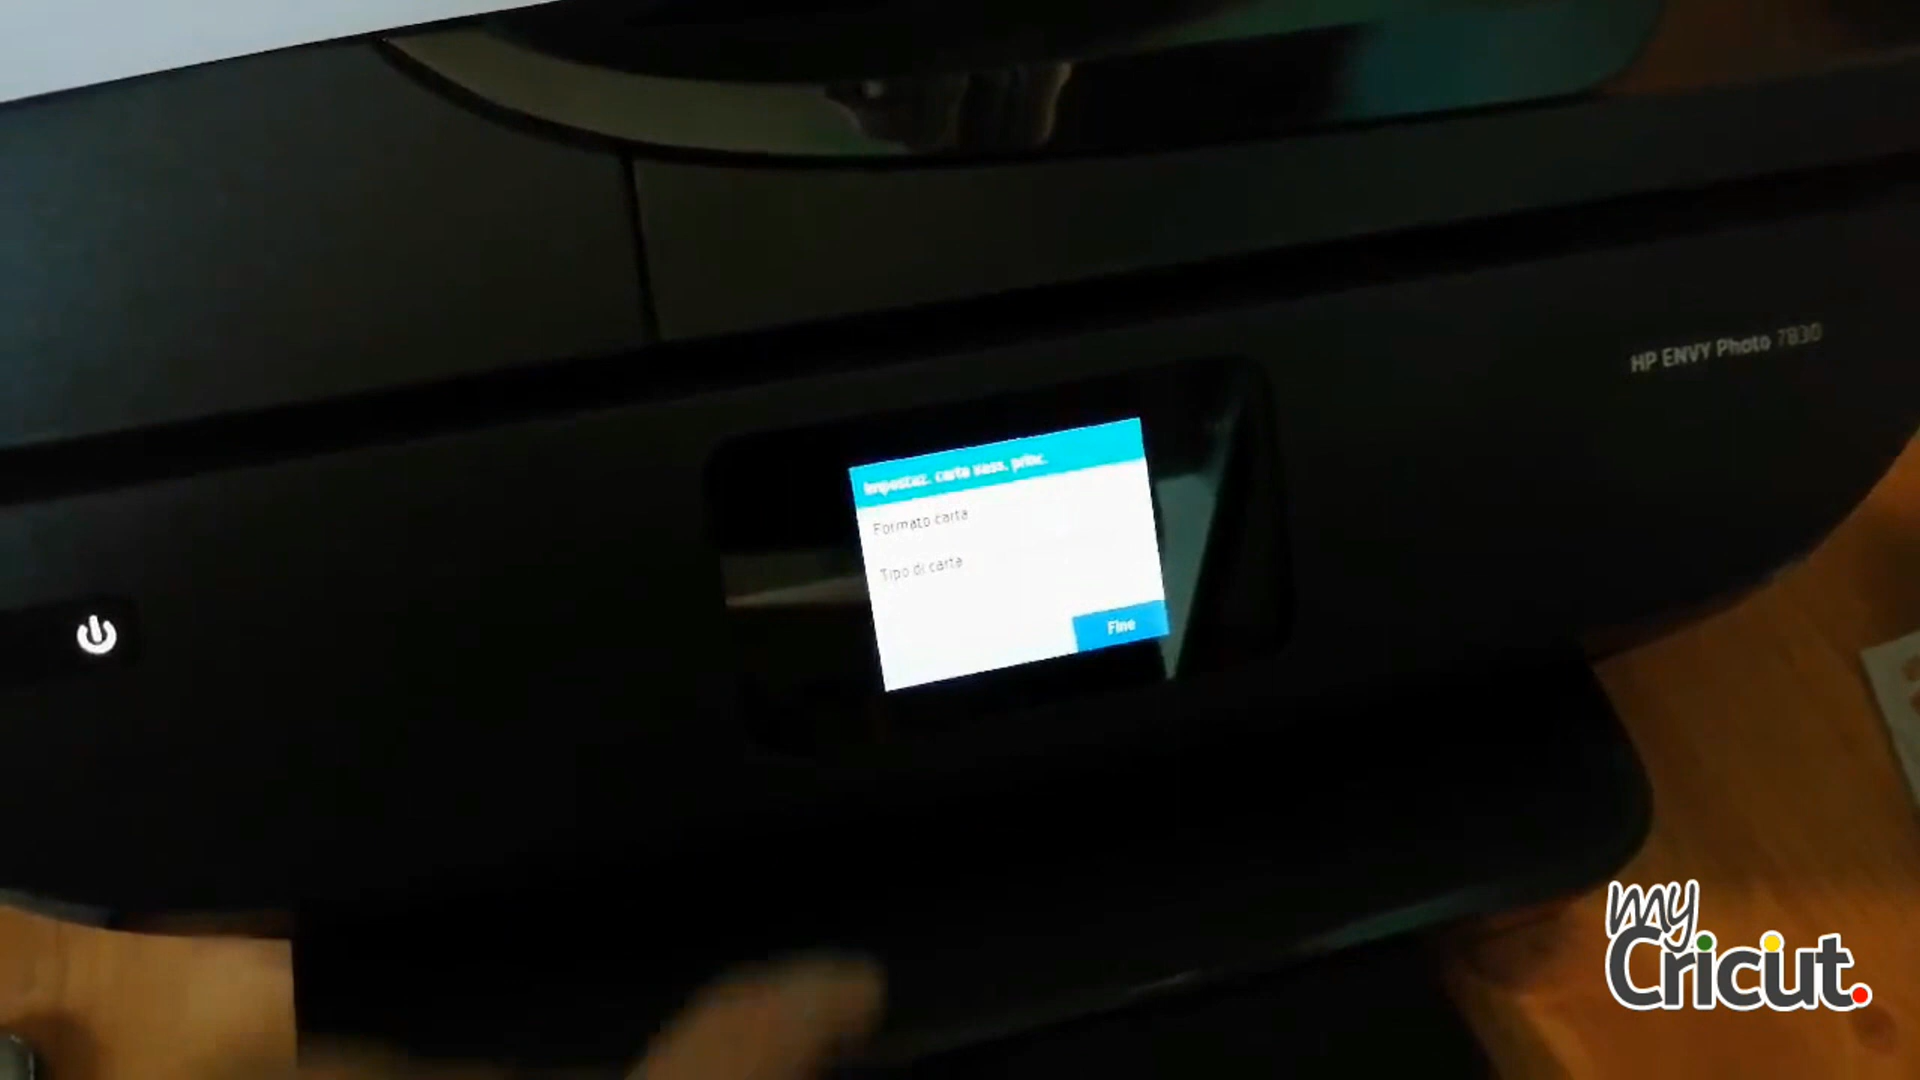 HP ENVY Photo 7830
Impostaz. carta vass. princ.
Formato carta
Tipo di carta
Fine
my
Cricut.